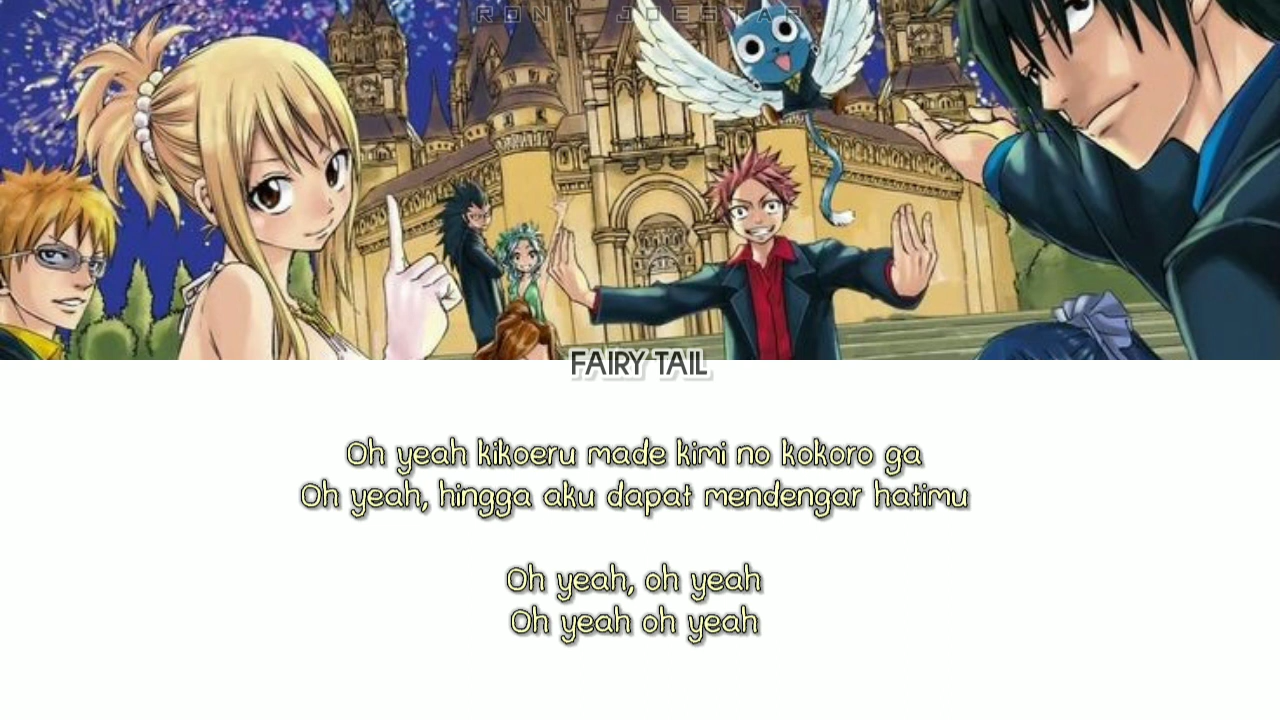 RONI JOESTAR
FAIRY TAIL
Oh yeah kikoeru made kimi no kokoro ga
Oh yeah, hingga aku dapat mendengar hatimu
Oh yeah, oh yeah
Oh yeah oh yeah